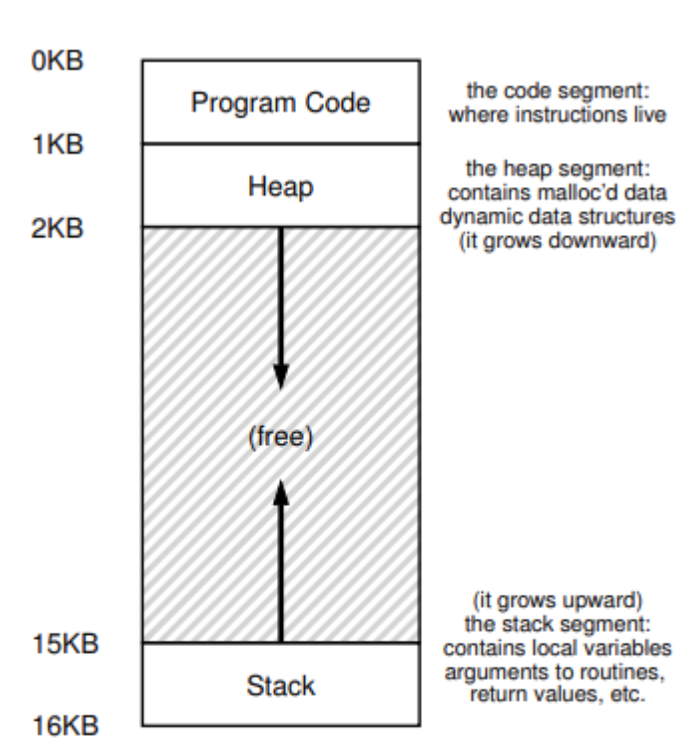 0KB
Program Code
the code segment:
where instructions live
1KB
Heap
the heap segment:
contains malloc'd data
dynamic data structures
(it grows downward)
2KB
(free)
(it grows upward)
the stack segment:
contains local variables
arguments to routines,
return values, etc.
15KB
Stack
16KB